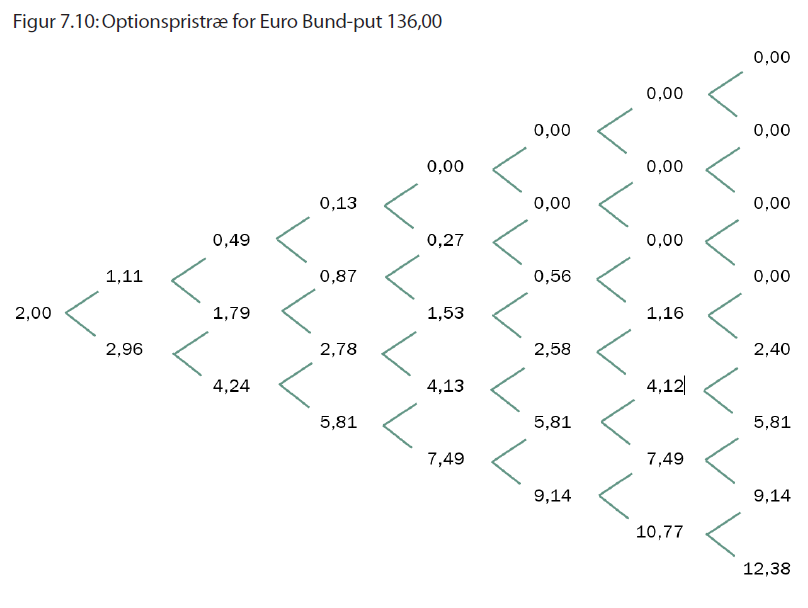 Figur 7.10: Optionspristræ for Euro Bund-put 136,00
0,00
0,00
0,00 0,00
0,00 0,00
0,13 0,00 0,00
0,49 0,27 0,00
1,11 0,87 0,56 0,00
2,00 1,79 1,53 1,16
2,96 2,78 2,58 2,40
4,24 4,13 4,12
5,81 5,81 5,81
7,49 7,49
9,14 9,14
10,77
12,38